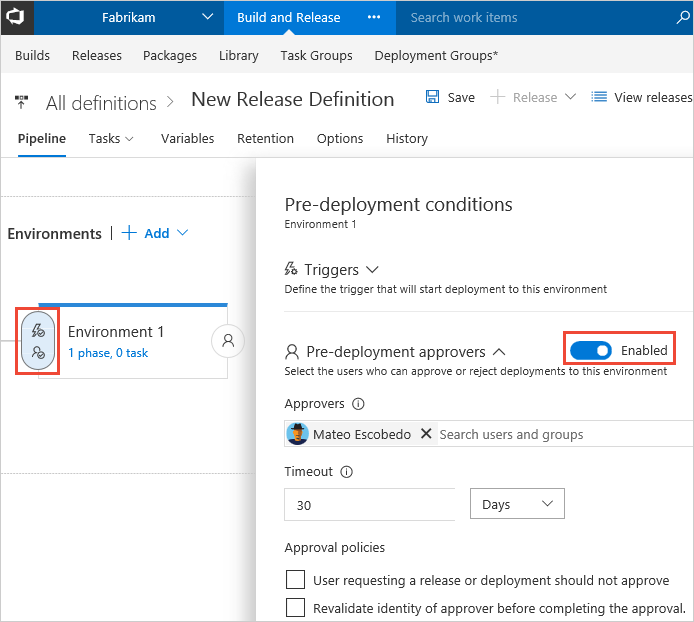 Fabrikam Build and Release ••• Search work items
Builds Releases Packages Library Task Groups Deployment Groups*
All definitions > New Release Definition Save Release View releases
Pipeline Tasks Variables Retention Options History
Pre-deployment conditions
Environment 1
Environments | + Add
Triggers
Define the trigger that will start deployment to this environment
Environment 1
1 phase, 0 task
Pre-deployment approvers Enabled
Select the users who can approve or reject deployments to this environment
Approvers
Mateo Escobedo Search users and groups
Timeout
30 Days
Approval policies
User requesting a release or deployment should not approve
Revalidate identity of approver before completing the approval.